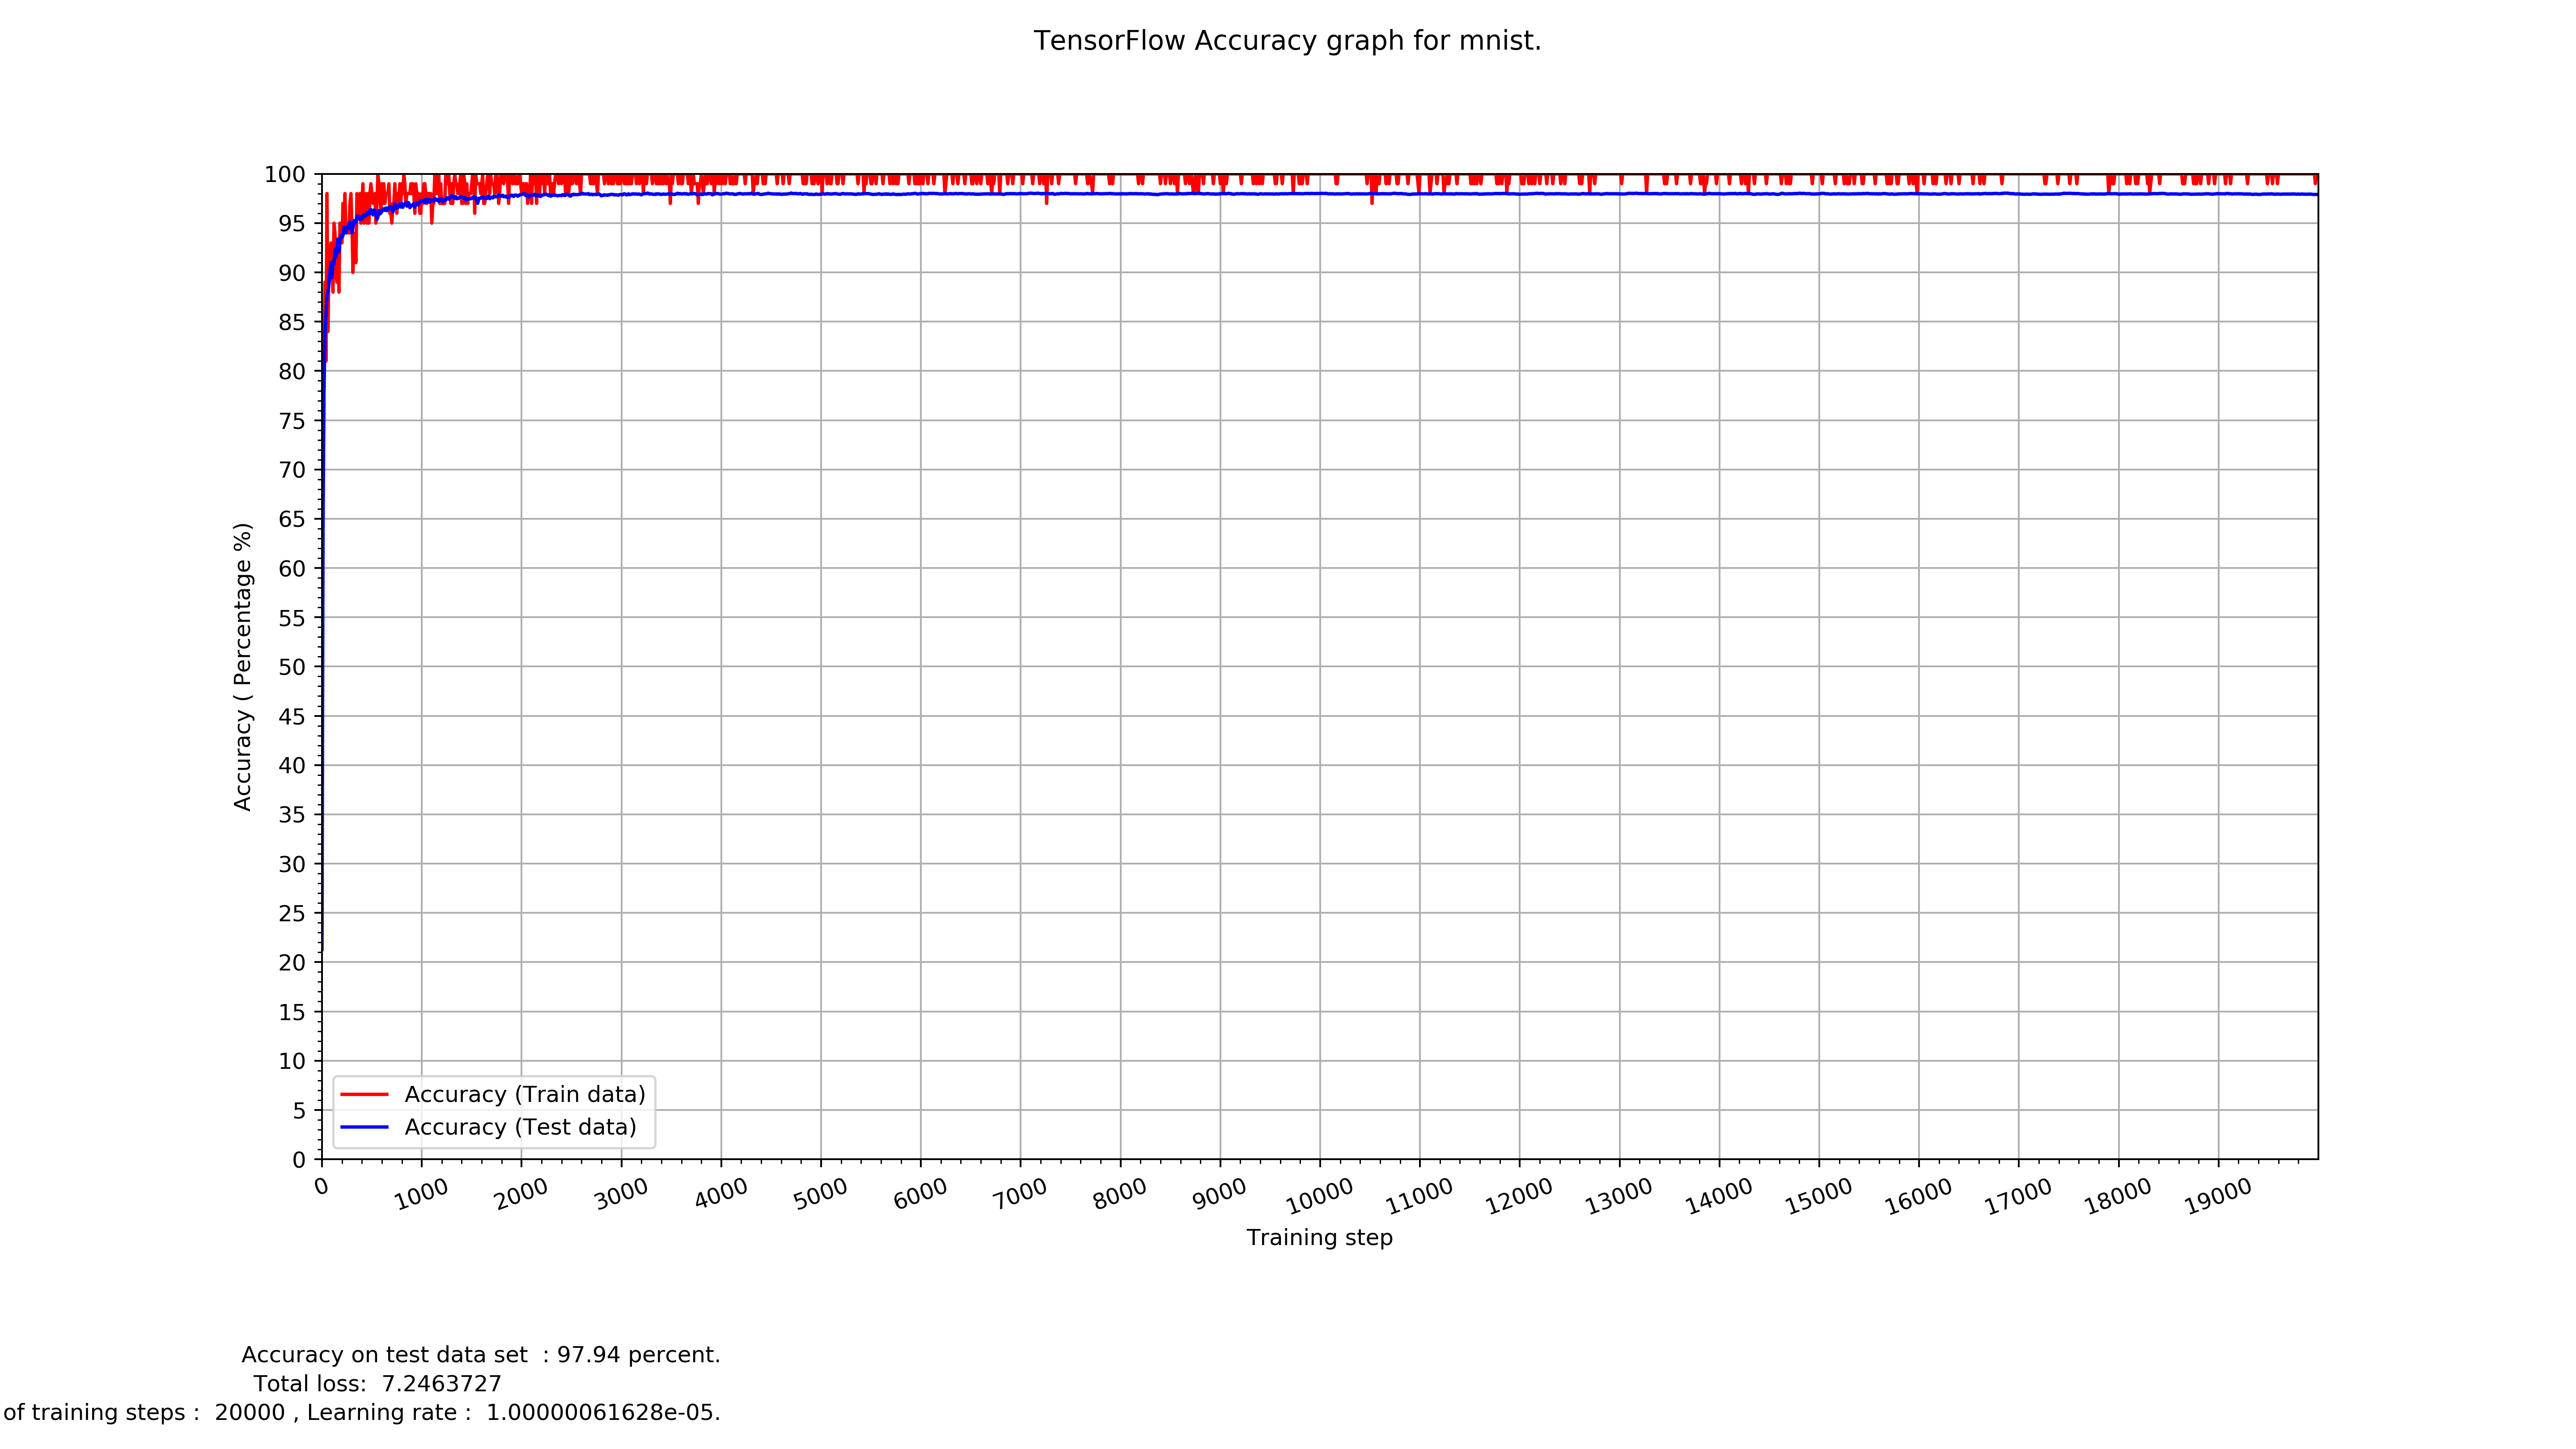 TensorFlow Accuracy graph for mnist.
100
95
90
85
80
75
70
65
60
55
50
45
40
35
30
25
20
15
10
5
0
Accuracy ( Percentage %)
Accuracy (Train data)
Accuracy (Test data)
0 1000 2000 3000 4000 5000 6000 7000 8000 9000 10000 11000 12000 13000 14000 15000 16000 17000 18000 19000
Training step
Accuracy on test data set  : 97.94 percent.
Total loss:  7.2463727
of training steps :  20000 , Learning rate :  1.00000061628e-05.